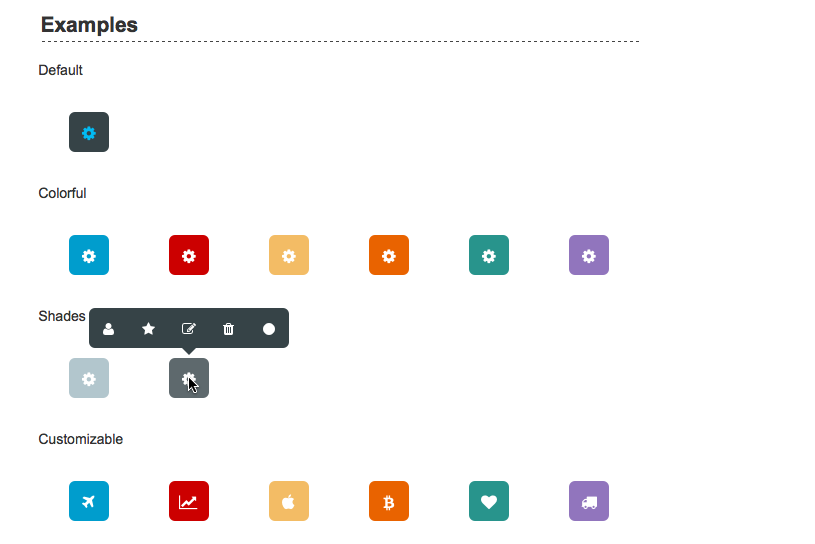 Examples
Default
Colorful
Shades
Customizable